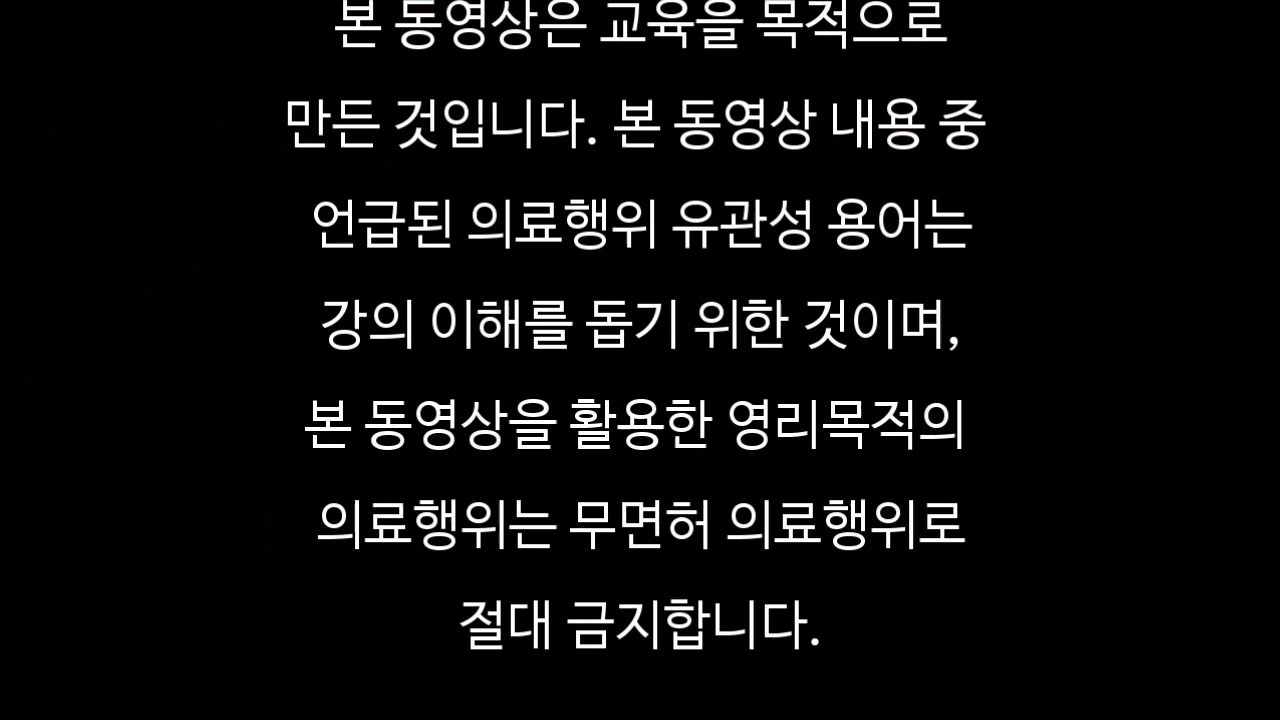 본 동영상은 교육을 목적으로
만든 것입니다. 본 동영상 내용 중
언급된 의료행위 유관성 용어는
강의 이해를 돕기 위한 것이며,
본 동영상을 활용한 영리목적의
의료행위는 무면허 의료행위로
절대 금지합니다.